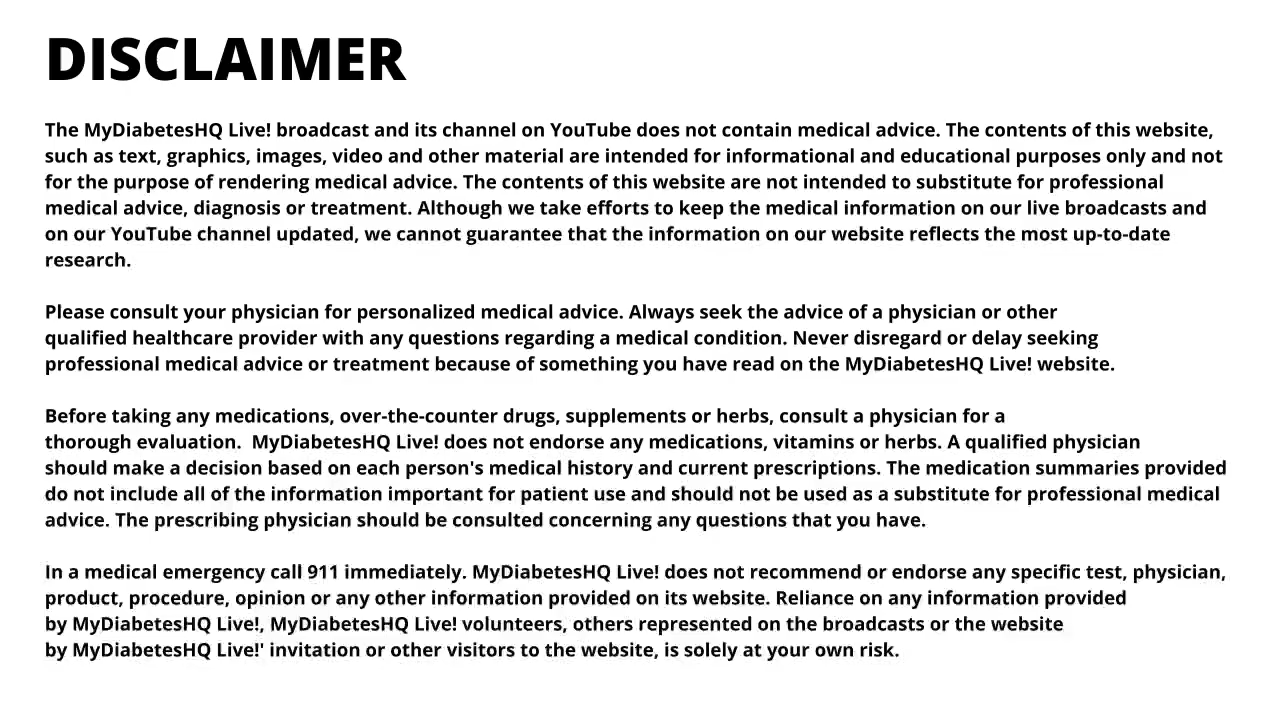 DISCLAIMER
The MyDiabetesHQ Live! broadcast and its channel on YouTube does not contain medical advice. The contents of this website,
such as text, graphics, images, video and other material are intended for informational and educational purposes only and not
for the purpose of rendering medical advice. The contents of this website are not intended to substitute for professional
medical advice, diagnosis or treatment. Although we take efforts to keep the medical information on our live broadcasts and
on our YouTube channel updated, we cannot guarantee that the information on our website reflects the most up-to-date
research.
Please consult your physician for personalized medical advice. Always seek the advice of a physician or other
qualified healthcare provider with any questions regarding a medical condition. Never disregard or delay seeking
professional medical advice or treatment because of something you have read on the MyDiabetesHQ Live! website.
Before taking any medications, over-the-counter drugs, supplements or herbs, consult a physician for a
thorough evaluation.  MyDiabetesHQ Live! does not endorse any medications, vitamins or herbs. A qualified physician
should make a decision based on each person's medical history and current prescriptions. The medication summaries provided
do not include all of the information important for patient use and should not be used as a substitute for professional medical
advice. The prescribing physician should be consulted concerning any questions that you have.
In a medical emergency call 911 immediately. MyDiabetesHQ Live! does not recommend or endorse any specific test, physician,
product, procedure, opinion or any other information provided on its website. Reliance on any information provided
by MyDiabetesHQ Live!, MyDiabetesHQ Live! volunteers, others represented on the broadcasts or the website
by MyDiabetesHQ Live!' invitation or other visitors to the website, is solely at your own risk.